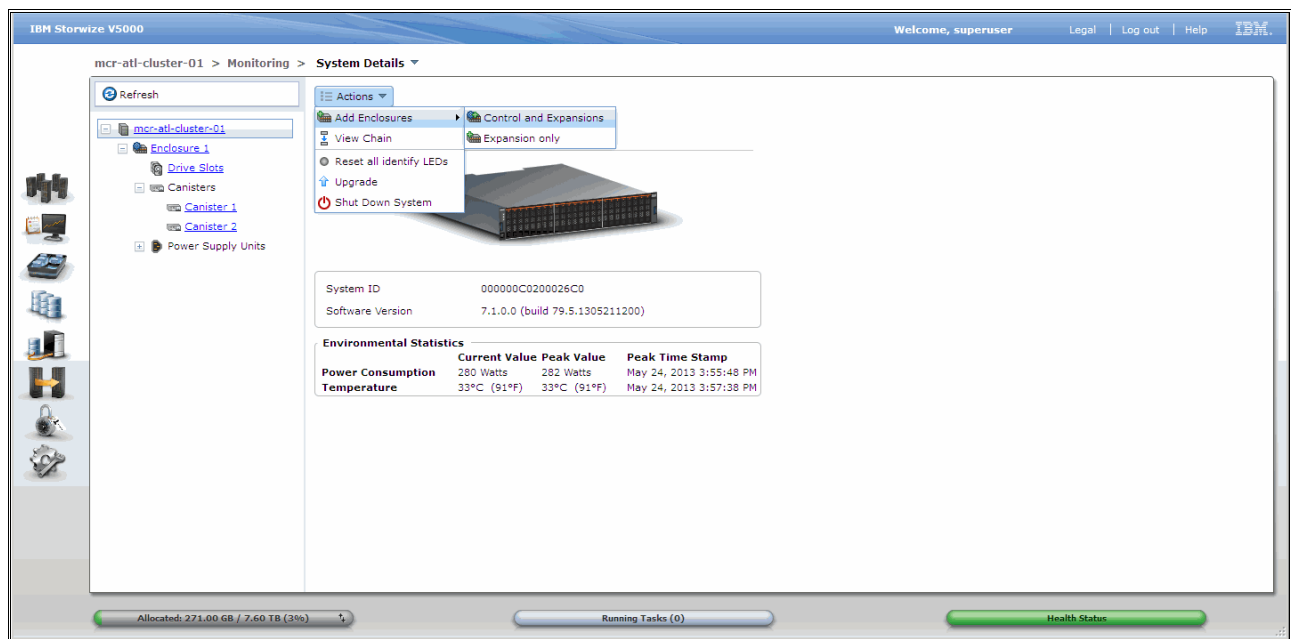 IBM Storwize V5000 Welcome, superuser Legal | Log out | Help IBM.
mcr-atl-cluster-01 > Monitoring > System Details
Refresh
Actions
Add Enclosures
Control and Expansions
View Chain
Expansion only
Reset all identify LEDs
Upgrade
Shut Down System
mcr-atl-cluster-01
Enclosure 1
Drive Slots
Canisters
Canister 1
Canister 2
Power Supply Units
System ID 000000C0200026C0
Software Version 7.1.0.0 (build 79.5.1305211200)
Environmental Statistics
Current Value Peak Value Peak Time Stamp
Power Consumption 280 Watts 282 Watts May 24, 2013 3:55:48 PM
Temperature 33°C (91°F) 33°C (91°F) May 24, 2013 3:57:38 PM
Allocated: 271.00 GB / 7.60 TB (3%) Running Tasks (0) Health Status